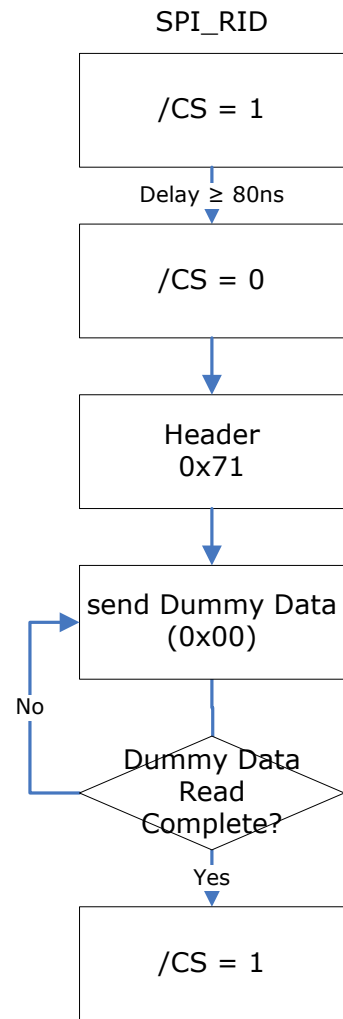 SPI_RID
/CS = 1
Delay ≥ 80ns
/CS = 0
Header
0x71
send Dummy Data
(0x00)
No
Dummy Data
Read
Complete?
Yes
/CS = 1